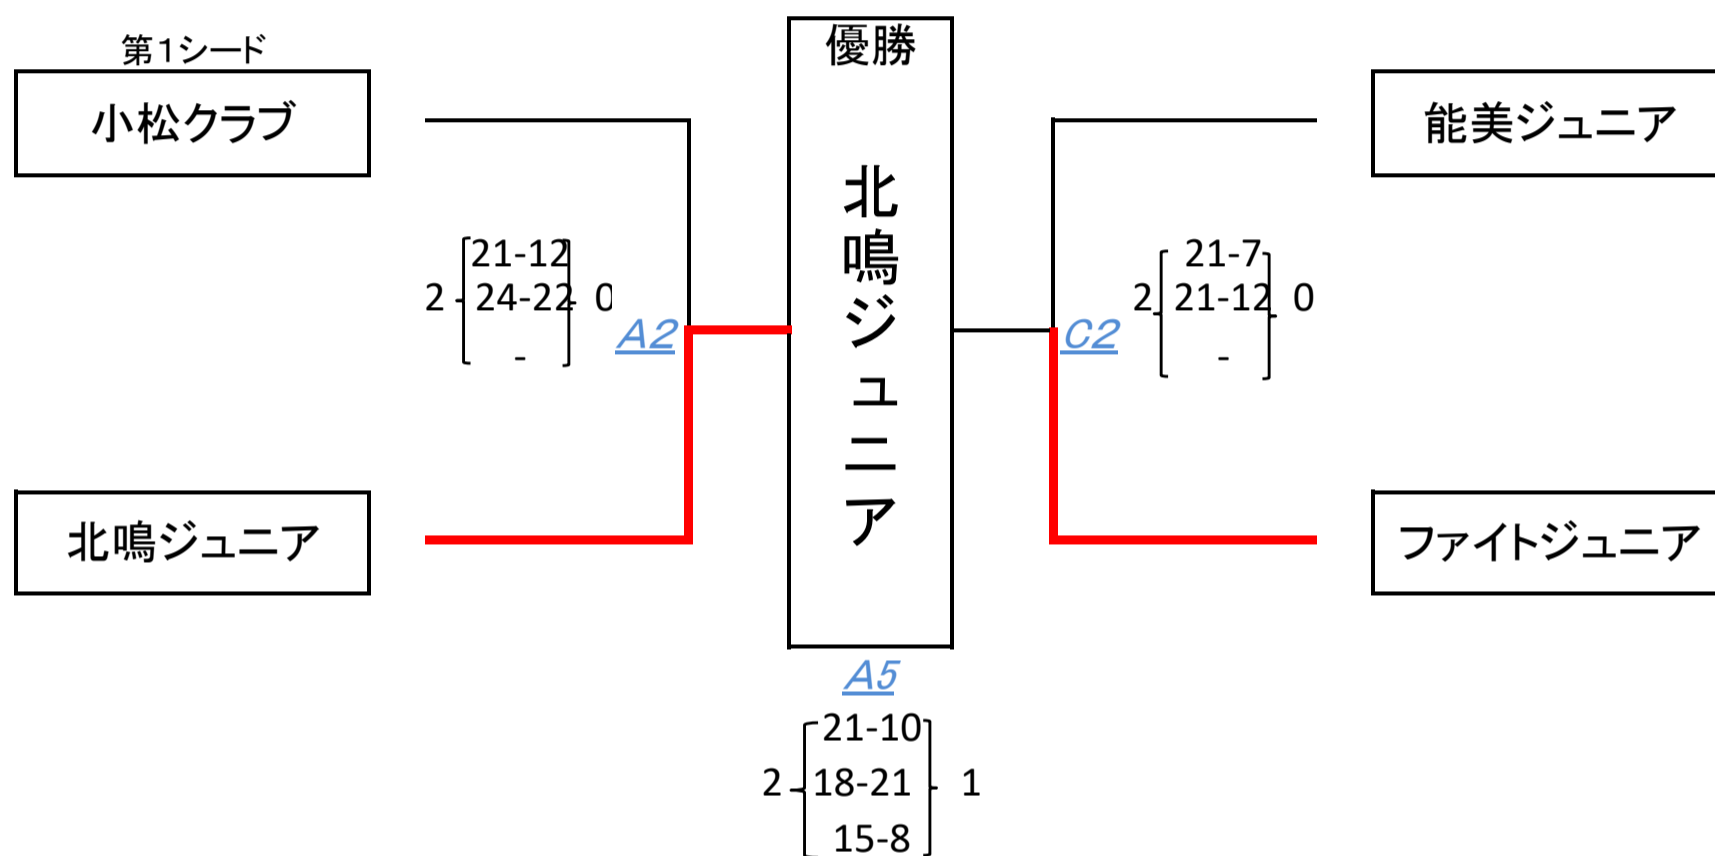 第1シード
優勝
小松クラブ
能美ジュニア
北鳴ジュニア
21-12
2 24-22 0
-
A2
21-7
2 21-12 0
-
C2
北鳴ジュニア
ファイトジュニア
A5
21-10
2 18-21 1
15-8